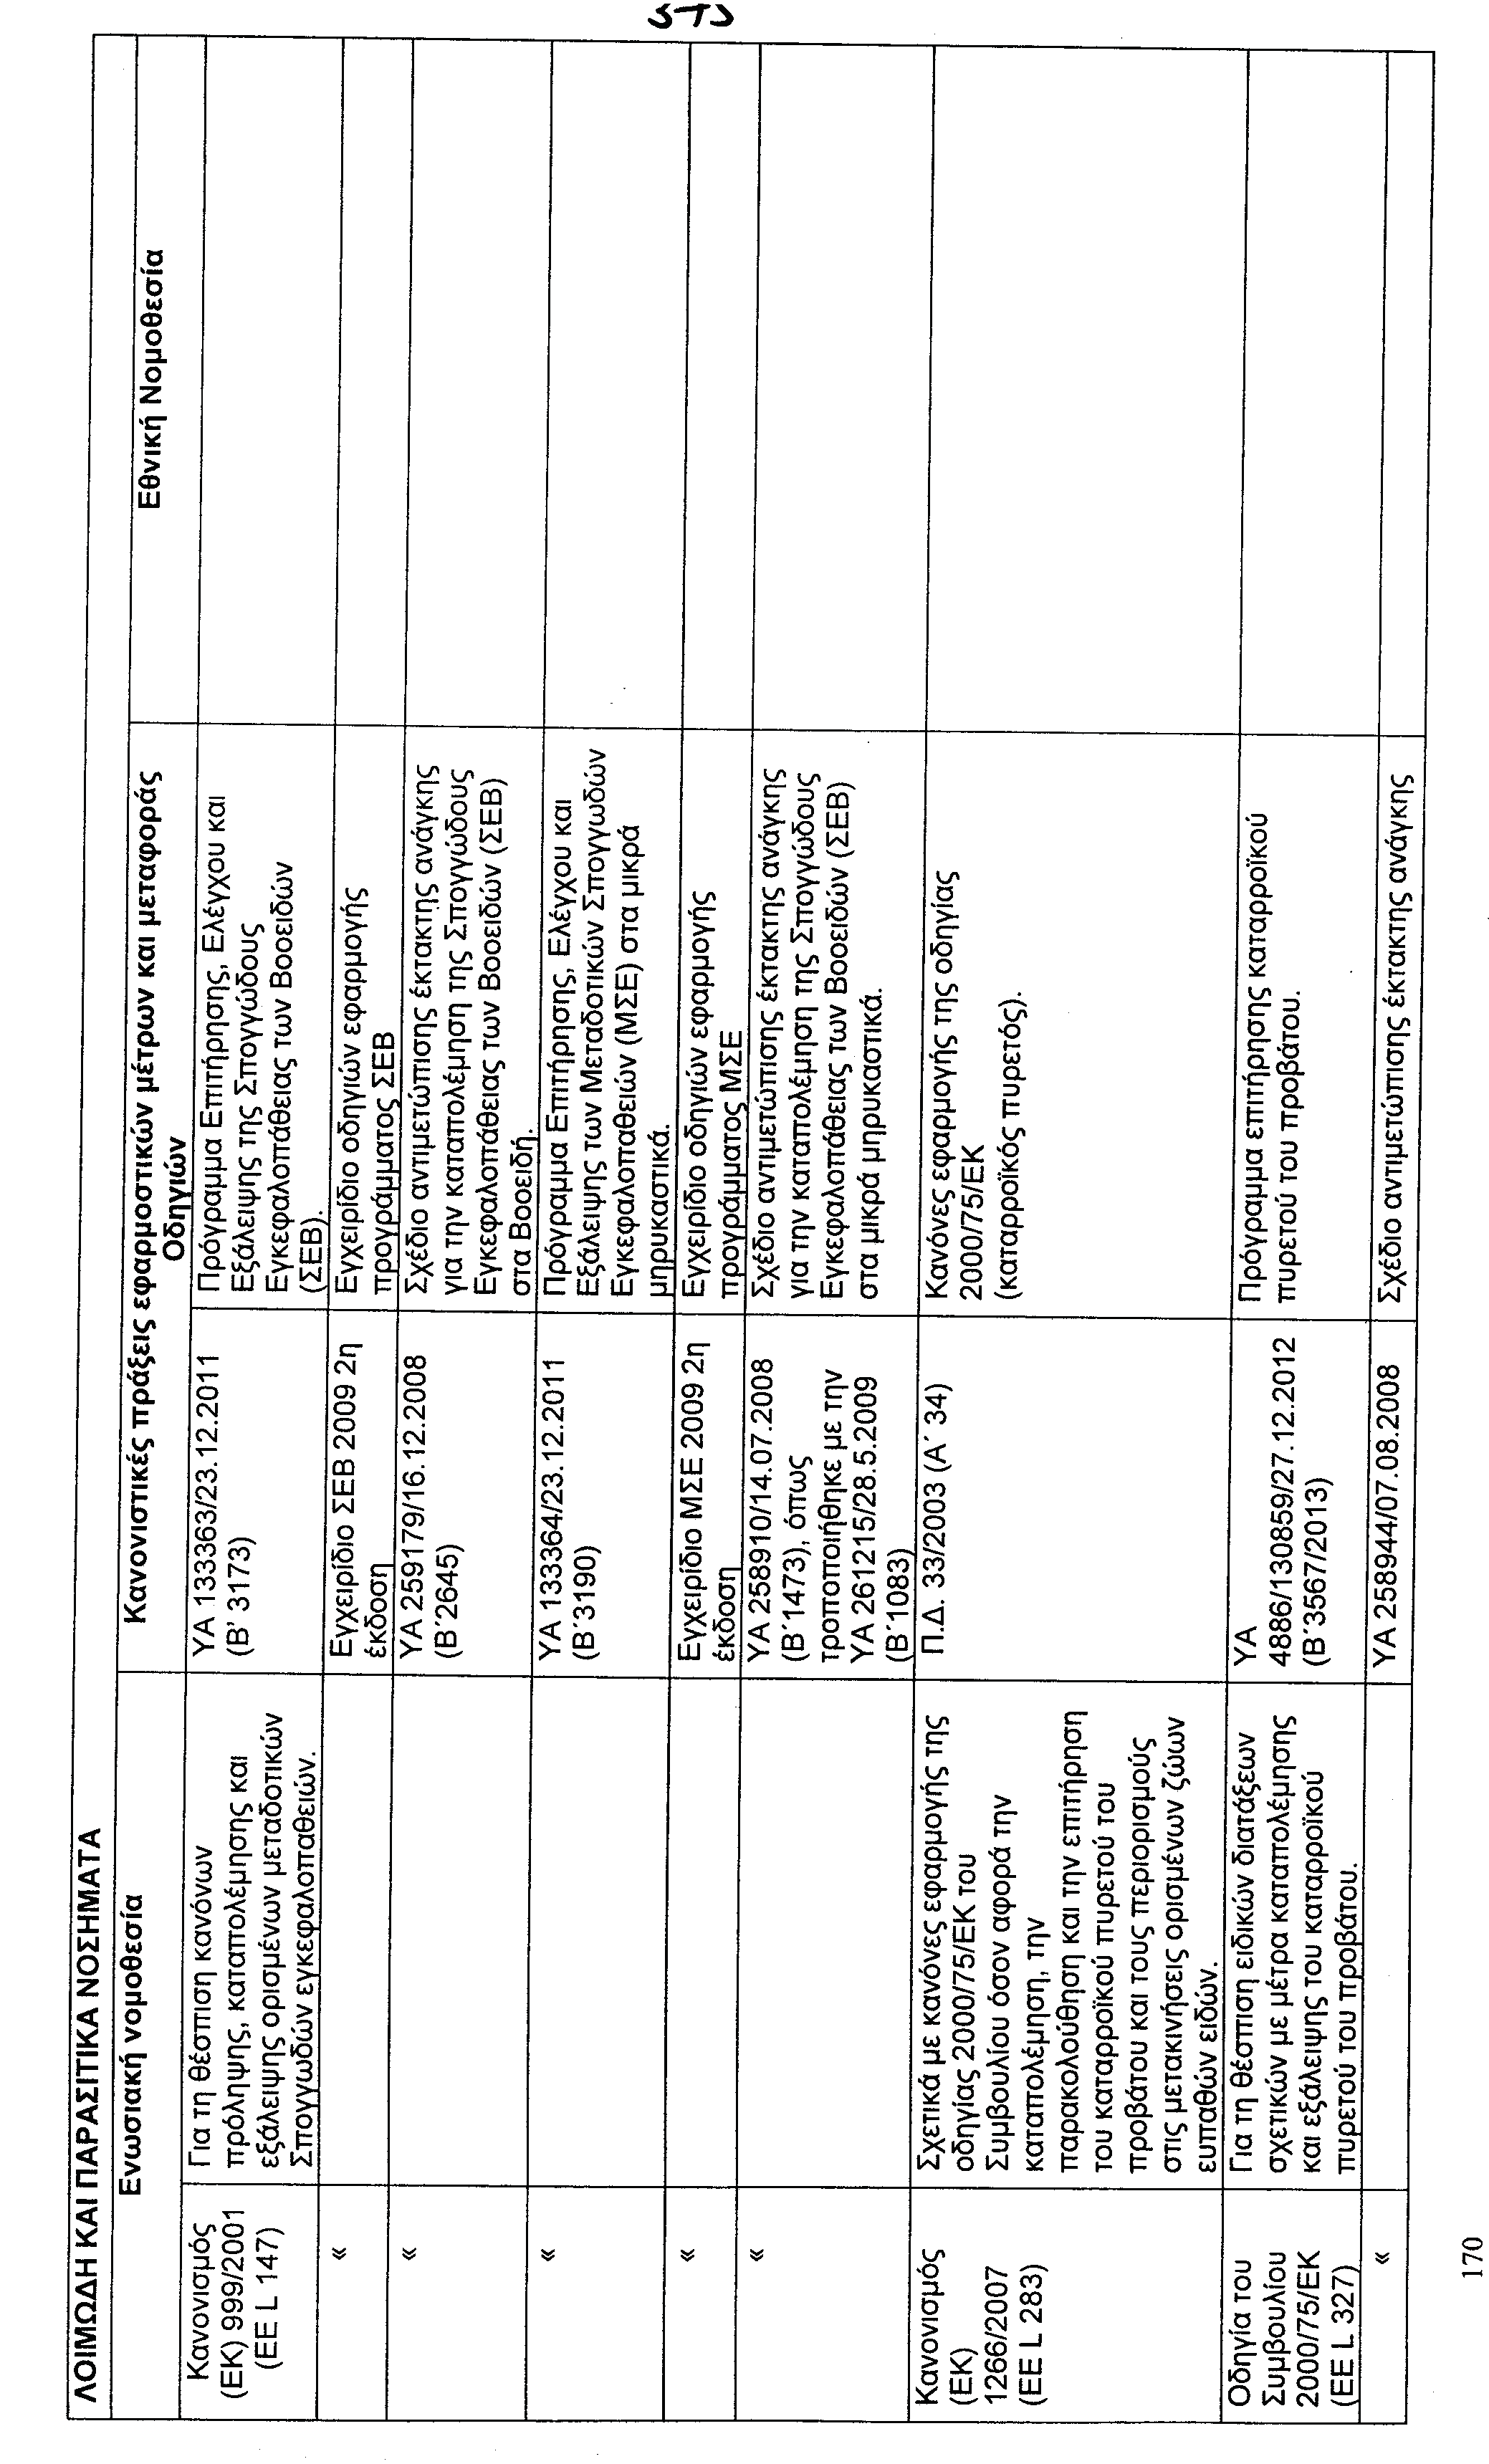 ΛΟΙΜΩΔΗ ΚΑΙ ΠΑΡΑΣΙΤΙΚΑ ΝΟΣΗΜΑΤΑ
Ενωσιακή νομοθεσία
Κανονιστικές πράξεις εφαρμοστικών μέτρων και μεταφοράς
Οδηγιών
Εθνική Νομοθεσία
Κανονισμός
(ΕΚ) 999/2001
(ΕΕ L 147)
Για τη θέσπιση κανόνων
πρόληψης, καταπολέμησης και
εξάλειψης ορισμένων μεταδοτικών
Σπογγωδών εγκεφαλοπαθειών.
ΥΑ 133363/23.12.2011
(Β’ 3173)
Πρόγραμμα Επιτήρησης, Ελέγχου και
Εξάλειψης της Σπογγώδους
Εγκεφαλοπάθειας των Βοοειδών
(ΣΕΒ).
«
Εγχειρίδιο ΣΕΒ 2009 2η
έκδοση
Εγχειρίδιο οδηγιών εφαρμογής
προγράμματος ΣΕΒ
«
ΥΑ 259179/16.12.2008
(Β΄2645)
Σχέδιο αντιμετώπισης έκτακτης ανάγκης
για την καταπολέμηση της Σπογγώδους
Εγκεφαλοπάθειας των Βοοειδών (ΣΕΒ)
στα Βοοειδή.
«
ΥΑ 133364/23.12.2011
(Β΄3190)
Πρόγραμμα Επιτήρησης, Ελέγχου και
Εξάλειψης των Μεταδοτικών Σπογγωδών
Εγκεφαλοπαθειών (ΜΣΕ) στα μικρά
μηρυκαστικά.
«
Εγχειρίδιο ΜΣΕ 2009 2η
έκδοση
Εγχειρίδιο οδηγιών εφαρμογής
προγράμματος ΜΣΕ
«
ΥΑ 258910/14.07.2008
(Β΄1473), όπως
τροποποιήθηκε με την
ΥΑ 261215/28.5.2009
(Β΄1083)
Σχέδιο αντιμετώπισης έκτακτης ανάγκης
για την καταπολέμηση της Σπογγώδους
Εγκεφαλοπάθειας των Βοοειδών (ΣΕΒ)
στα μικρά μηρυκαστικά.
Κανονισμός
(ΕΚ)
1266/2007
(ΕΕ L 283)
Σχετικά με κανόνες εφαρμογής της
οδηγίας 2000/75/ΕΚ του
Συμβουλίου όσον αφορά την
καταπολέμηση, την
παρακολούθηση και την επιτήρηση
του καταρροϊκού πυρετού του
προβάτου και τους περιορισμούς
στις μετακινήσεις ορισμένων ζώων
ευπαθών ειδών.
Π.Δ. 33/2003 (Α΄ 34)
Κανόνες εφαρμογής της οδηγίας
2000/75/ΕΚ
(καταρροϊκός πυρετός).
Οδηγία του
Συμβουλίου
2000/75/ΕΚ
(ΕΕ L 327)
Για τη θέσπιση ειδικών διατάξεων
σχετικών με μέτρα καταπολέμησης
και εξάλειψης του καταρροϊκού
πυρετού του προβάτου.
ΥΑ
4886/130859/27.12.2012
(Β΄3567/2013)
Πρόγραμμα επιτήρησης καταρροϊκού
πυρετού του προβάτου.
«
ΥΑ 258944/07.08.2008
Σχέδιο αντιμετώπισης έκτακτης ανάγκης
170